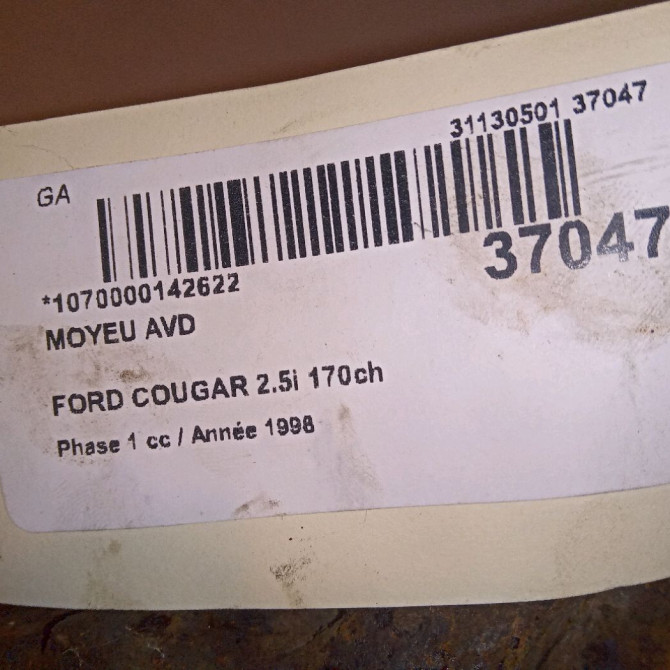 31130501 37047
GA
37047
*1070000142622
MOYEU AVD
FORD COUGAR 2.5i 170ch
Phase 1 cc / Année 1998